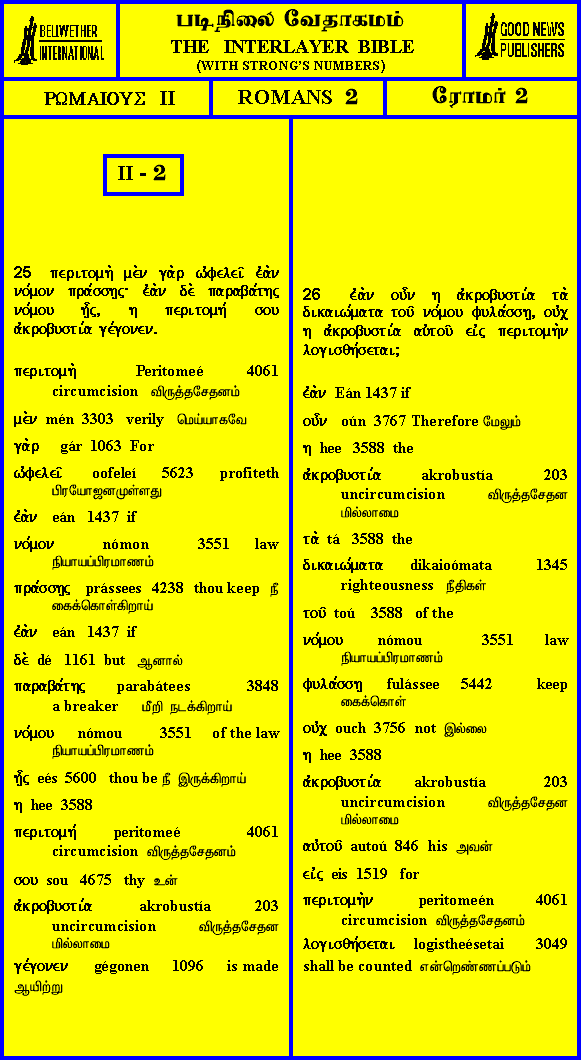 BELLWETHER
INTERNATIONAL
படிநிலை வேதாகமம்
THE INTERLAYER BIBLE
(WITH STRONG'S NUMBERS)
GOOD NEWS
PUBLISHERS
ΡΩΜΑΙΟΥΣ II
ROMANS 2
ரோமர் 2
II - 2
25 περιτομὴ μὲν γὰρ ὠφελεῖ ἐὰν
νόμον πράσσῃς· ἐὰν δὲ παραβάτης
νόμου ᾖς, η περιτομή σου
ἀκροβυστία γέγονεν.
περιτομὴ Peritomeé 4061
circumcision விருத்தசேதனம்
μὲν mén 3303 verily மெய்யாகவே
γὰρ gár 1063 For
ὠφελεῖ oofeleí 5623 profiteth
பிரயோஜனமுள்ளது
ἐὰν eán 1437 if
νόμον nómon 3551 law
நியாயப்பிரமாணம்
πράσσῃς prássees 4238 thou keep நீ
கைக்கொள்கிறாய்
ἐὰν eán 1437 if
δὲ dé 1161 but ஆனால்
παραβάτης parabátees 3848
a breaker மீறி நடக்கிறாய்
νόμου nómou 3551 of the law
நியாயப்பிரமாணம்
ᾖς eés 5600 thou be நீ இருக்கிறாய்
η hee 3588
περιτομή peritomeé 4061
circumcision விருத்தசேதனம்
σου sou 4675 thy உன்
ἀκροβυστία akrobustía 203
uncircumcision விருத்தசேதன
மில்லாமை
γέγονεν gégonen 1096 is made
ஆயிற்று
26 ἐὰν οὖν η ἀκροβυστία τὰ
δικαιώματα τοῦ νόμου φυλάσσῃ, οὐχ
η ἀκροβυστία αὐτοῦ εἰς περιτομὴν
λογισθήσεται;
ἐὰν Eán 1437 if
οὖν oún 3767 Therefore மேலும்
η hee 3588 the
ἀκροβυστία akrobustía 203
uncircumcision விருத்தசேதன
மில்லாமை
τὰ tá 3588 the
δικαιώματα dikaioómata 1345
righteousness நீதிகள்
τοῦ toú 3588 of the
νόμου nómou 3551 law
நியாயப்பிரமாணம்
φυλάσσῃ fulássee 5442 keep
கைக்கொள்
οὐχ ouch 3756 not இல்லை
η hee 3588
ἀκροβυστία akrobustía 203
uncircumcision விருத்தசேதன
மில்லாமை
αὐτοῦ autoú 846 his அவன்
εἰς eis 1519 for
περιτομὴν peritomeén 4061
circumcision விருத்தசேதனம்
λογισθήσεται logistheésetai 3049
shall be counted என்றெண்ணப்படும்